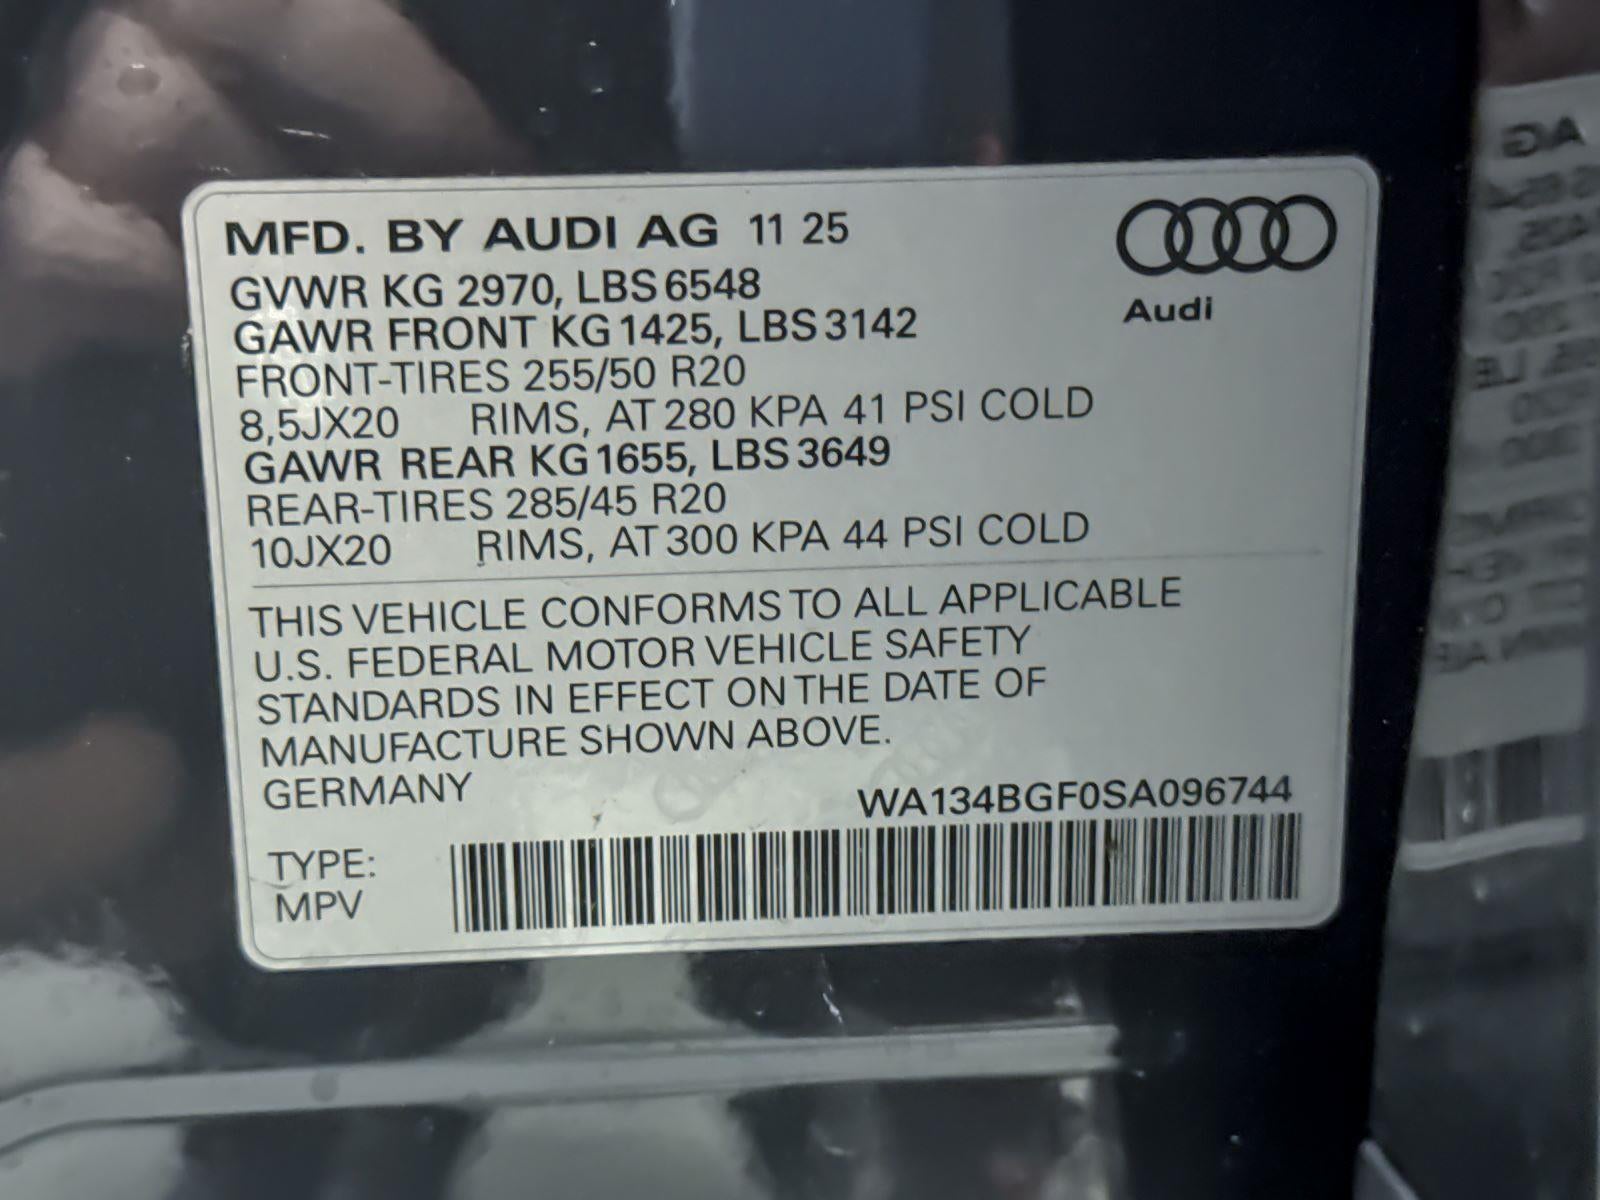 MFD. BY AUDI AG 11 25
GVWR KG 2970, LBS 6548
GAWR FRONT KG 1425, LBS 3142
FRONT-TIRES 255/50 R20
8,5JX20 RIMS, AT 280 KPA 41 PSI COLD
GAWR REAR KG 1655, LBS 3649
REAR-TIRES 285/45 R20
10JX20 RIMS, AT 300 KPA 44 PSI COLD
Audi
THIS VEHICLE CONFORMS TO ALL APPLICABLE
U.S. FEDERAL MOTOR VEHICLE SAFETY
STANDARDS IN EFFECT ON THE DATE OF
MANUFACTURE SHOWN ABOVE.
GERMANY
WA134BGF0SA096744
TYPE:
MPV